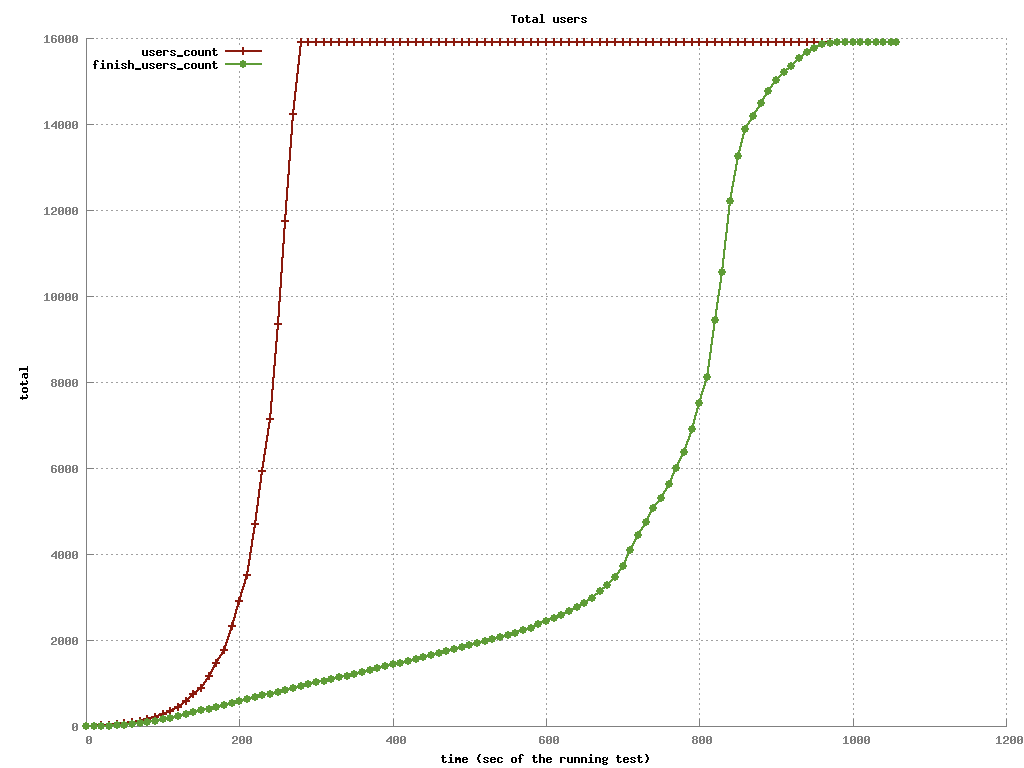 Total users
users_count
finish_users_count
16000
14000
12000
10000
8000
6000
4000
2000
0
total
0 200 400 600 800 1000 1200
time (sec of the running test)